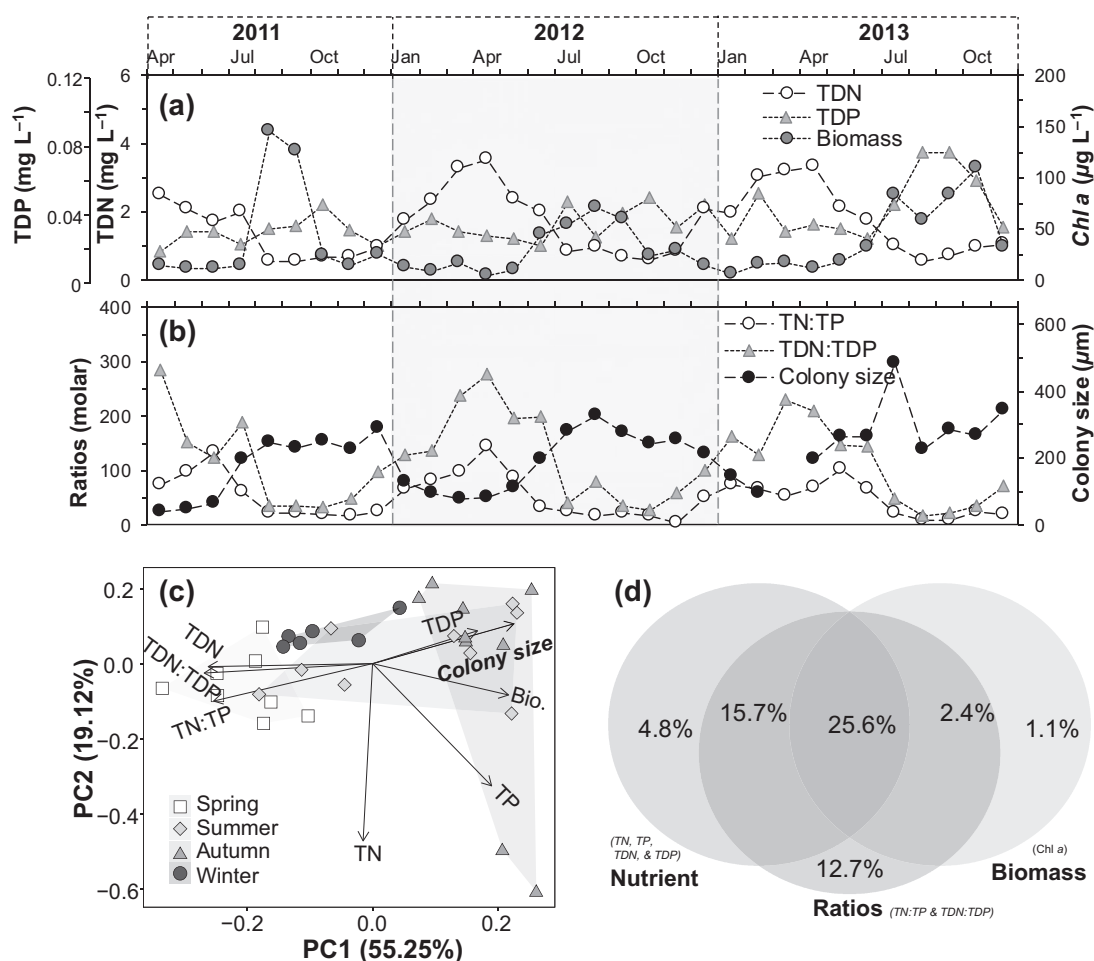 2011 2012 2013
Apr Jul Oct Jan Apr Jul Oct Jan Apr Jul Oct
(a)
TDP (mg L⁻¹)
0.12
0.08
0.04
0
TDN (mg L⁻¹)
6
4
2
0
TDN
TDP
Biomass
200
150
100
50
0
Chl a (µg L⁻¹)
(b)
Ratios (molar)
400
300
200
100
0
TN:TP
TDN:TDP
Colony size
600
400
200
0
Colony size (µm)
(c)
PC2 (19.12%)
0.2
0.0
−0.2
−0.4
−0.6
TDN
TDN:TDP
TN:TP
TDP
Colony size
Bio.
TP
TN
Spring
Summer
Autumn
Winter
−0.2 0.0 0.2
PC1 (55.25%)
(d)
4.8% 15.7% 25.6% 2.4% 1.1%
12.7%
(TN, TP,
TDN, & TDP)
Nutrient
(Chl a)
Biomass
Ratios (TN:TP & TDN:TDP)